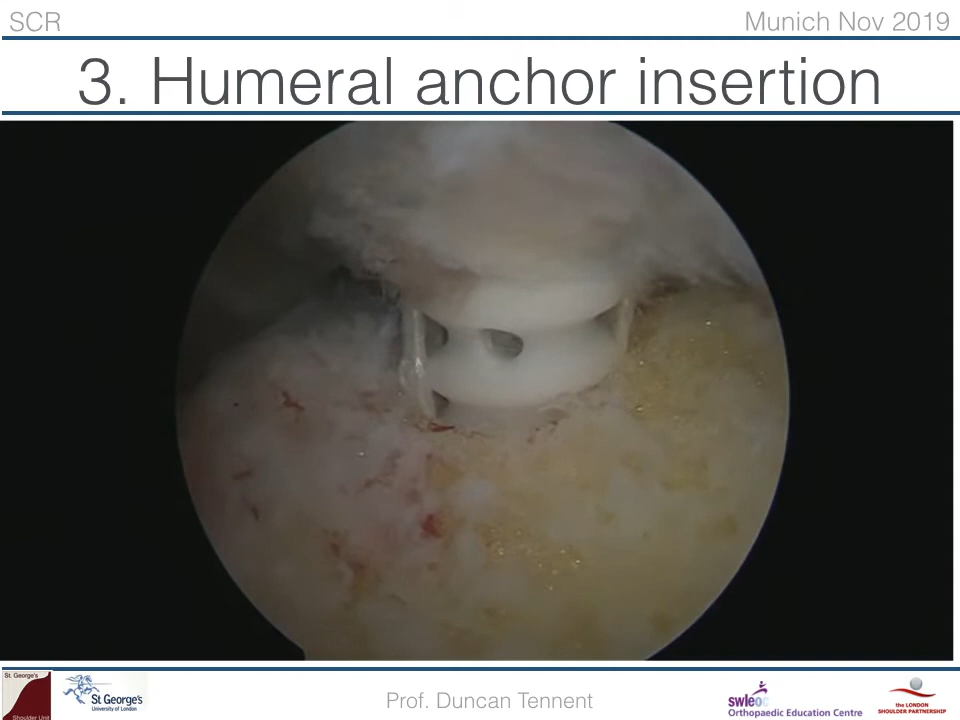 SCR
Munich Nov 2019
3. Humeral anchor insertion
St. George's
Shoulder Unit
St George's
University of London
Prof. Duncan Tennent
swleoc
Orthopaedic Education Centre
the LONDON
SHOULDER PARTNERSHIP